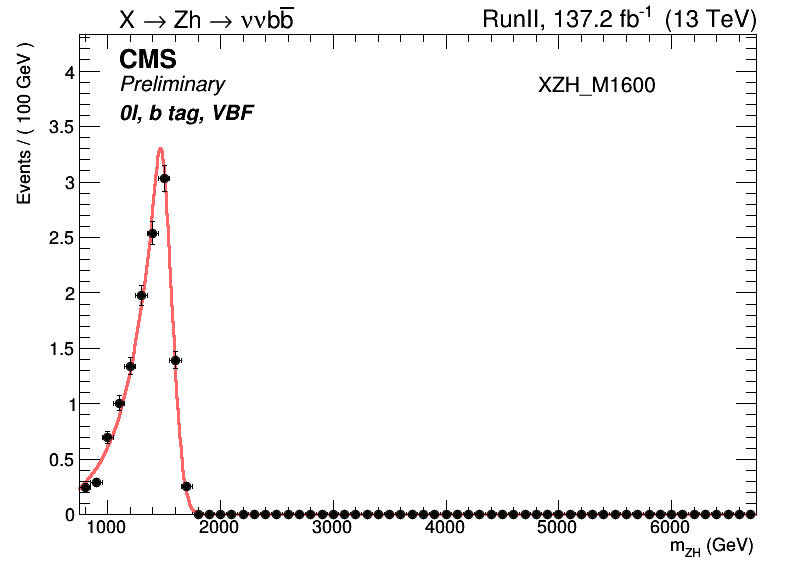 X → Zh → ννbb̅
RunII, 137.2 fb⁻¹ (13 TeV)
CMS
Preliminary
0l, b tag, VBF
XZH_M1600
Events / ( 100 GeV )
4
3.5
3
2.5
2
1.5
1
0.5
0
1000 2000 3000 4000 5000 6000
m_ZH (GeV)